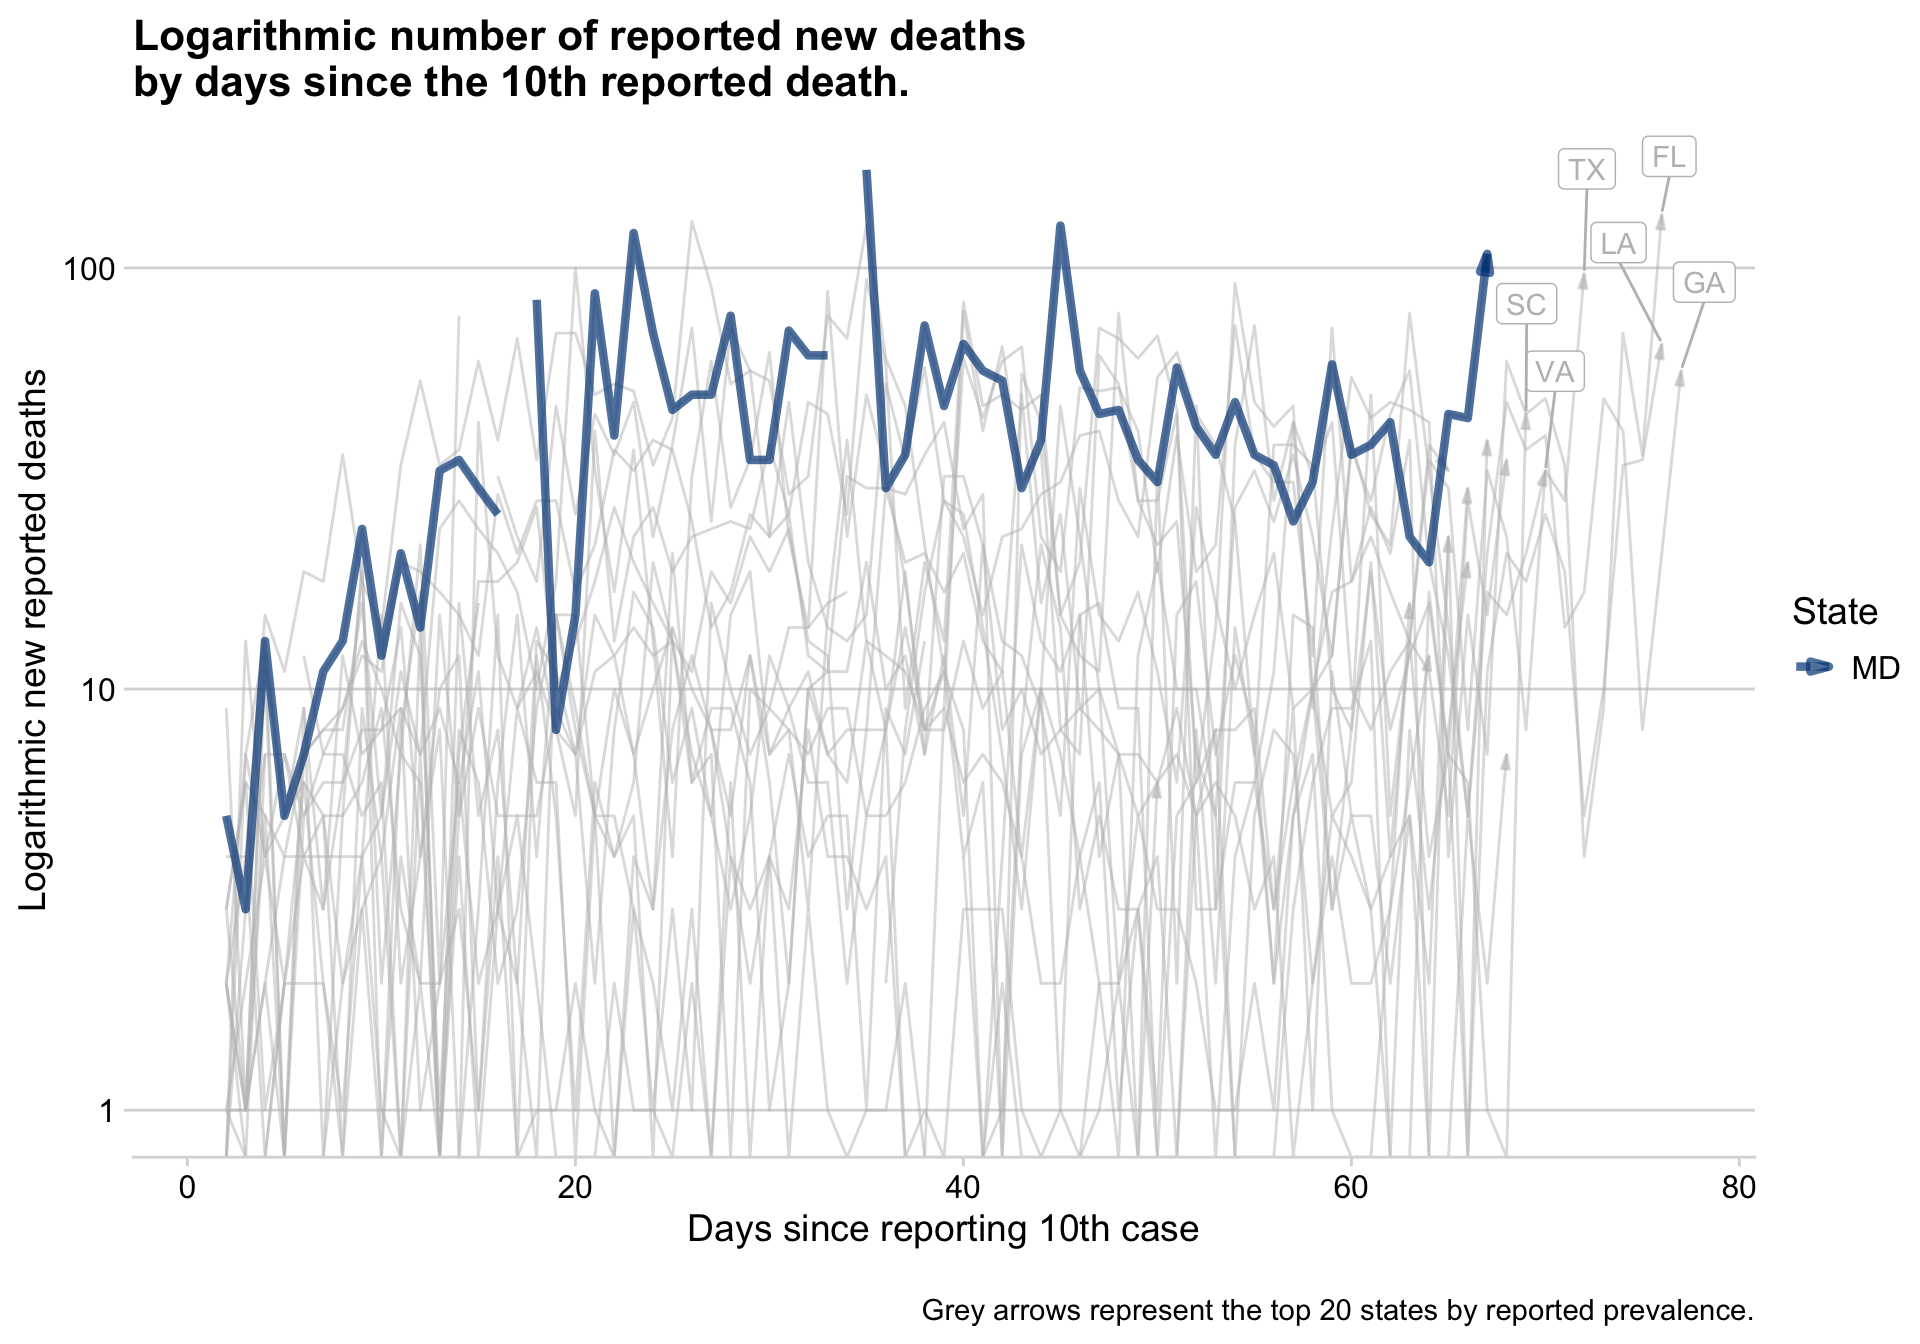 Logarithmic number of reported new deaths
by days since the 10th reported death.
Logarithmic new reported deaths
100
10
1
TX
FL
LA
GA
SC
VA
State
MD
0
20
40
60
80
Days since reporting 10th case
Grey arrows represent the top 20 states by reported prevalence.